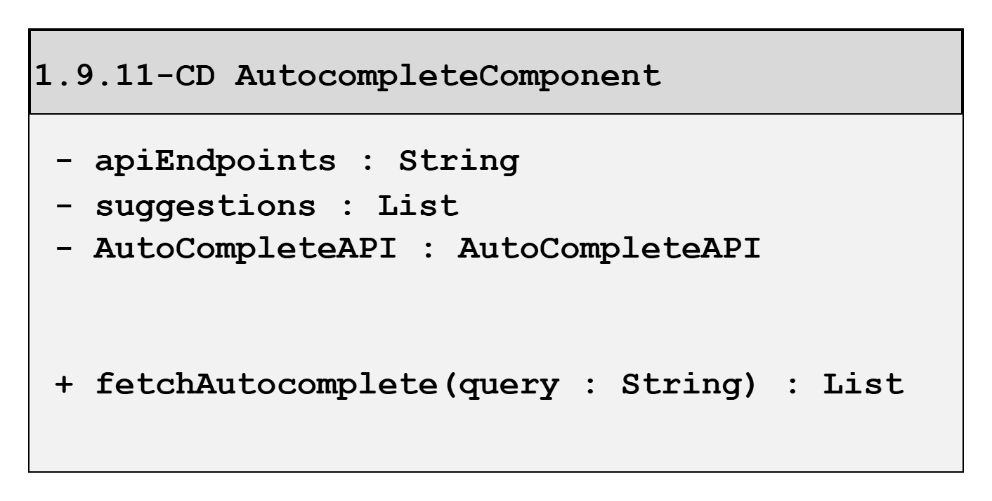 1.9.11-CD AutocompleteComponent
- apiEndpoints : String
- suggestions : List
- AutoCompleteAPI : AutoCompleteAPI
+ fetchAutocomplete(query : String) : List